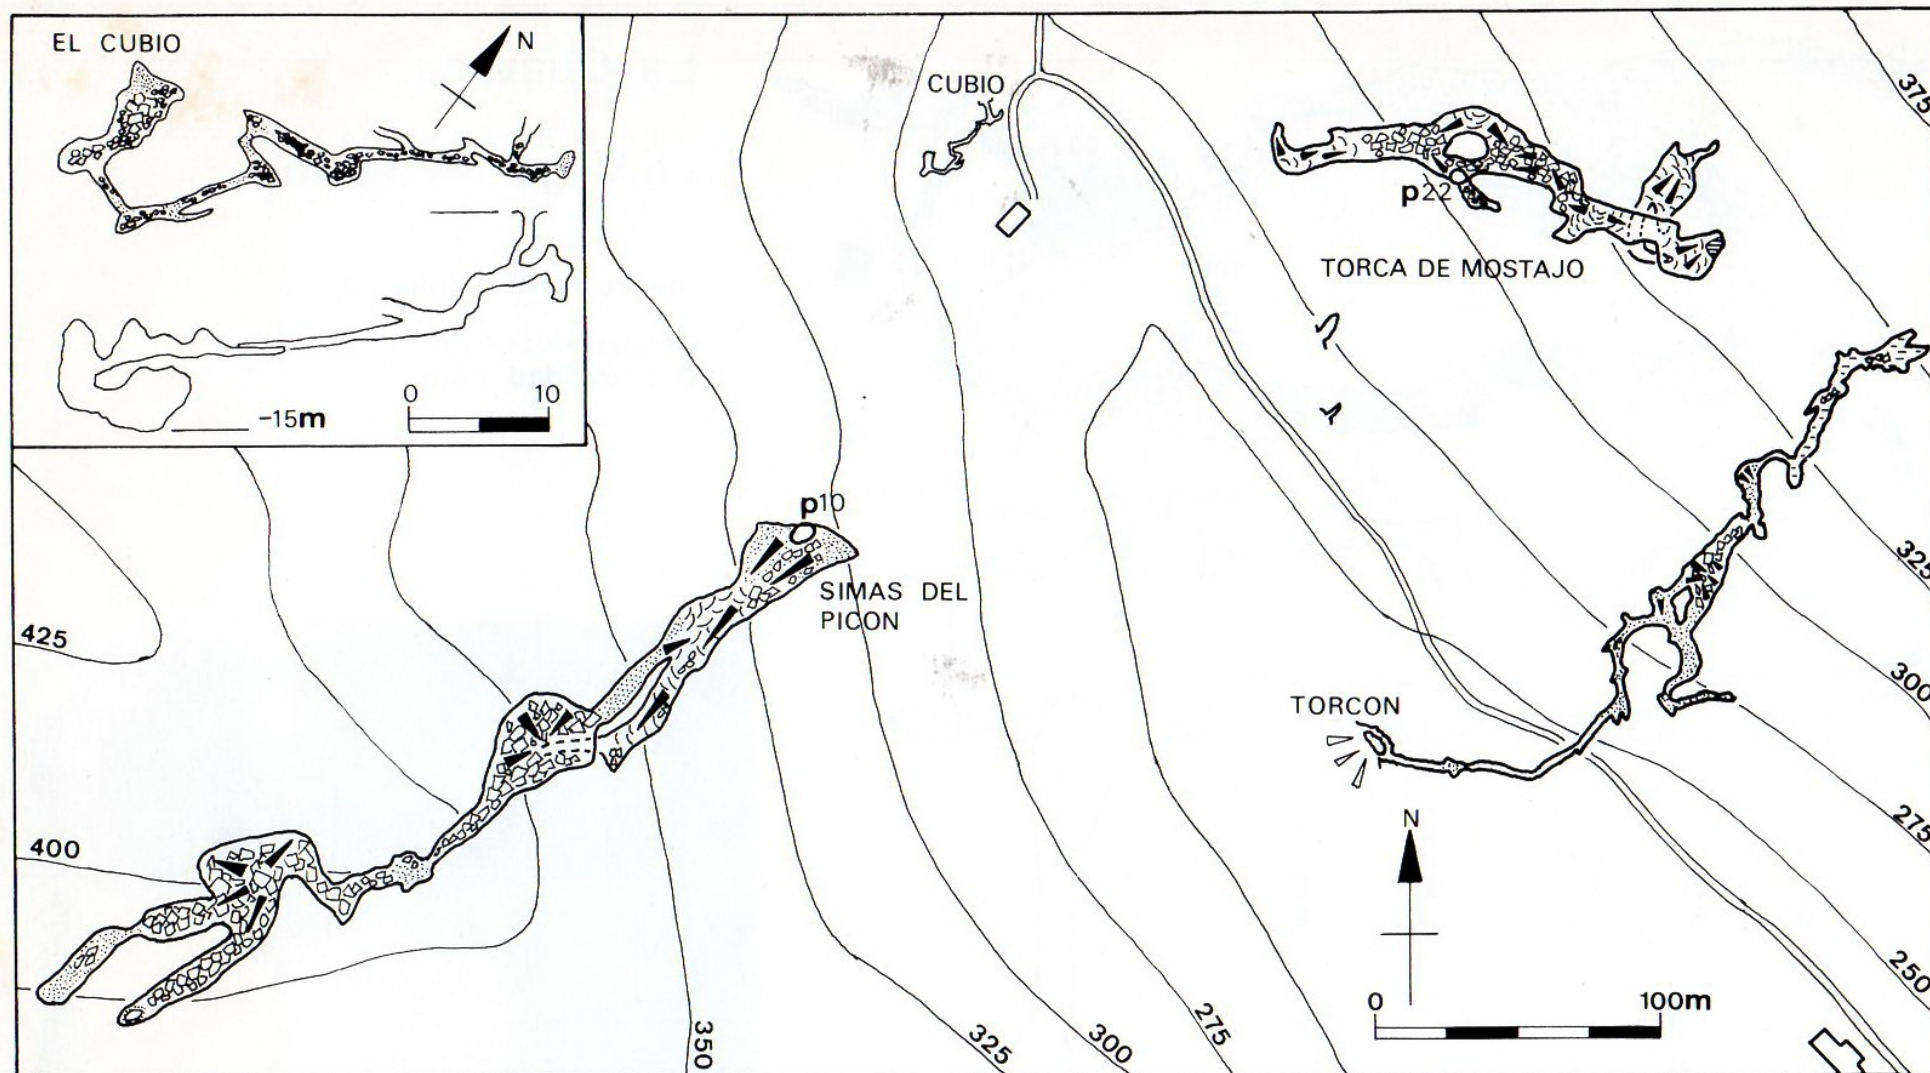 EL CUBIO
N
0 10
-15m
CUBIO
375
p22
TORCA DE MOSTAJO
p10
SIMAS DEL
PICON
325
425
300
TORCON
275
N
400
250
0 100m
350
325
300
275